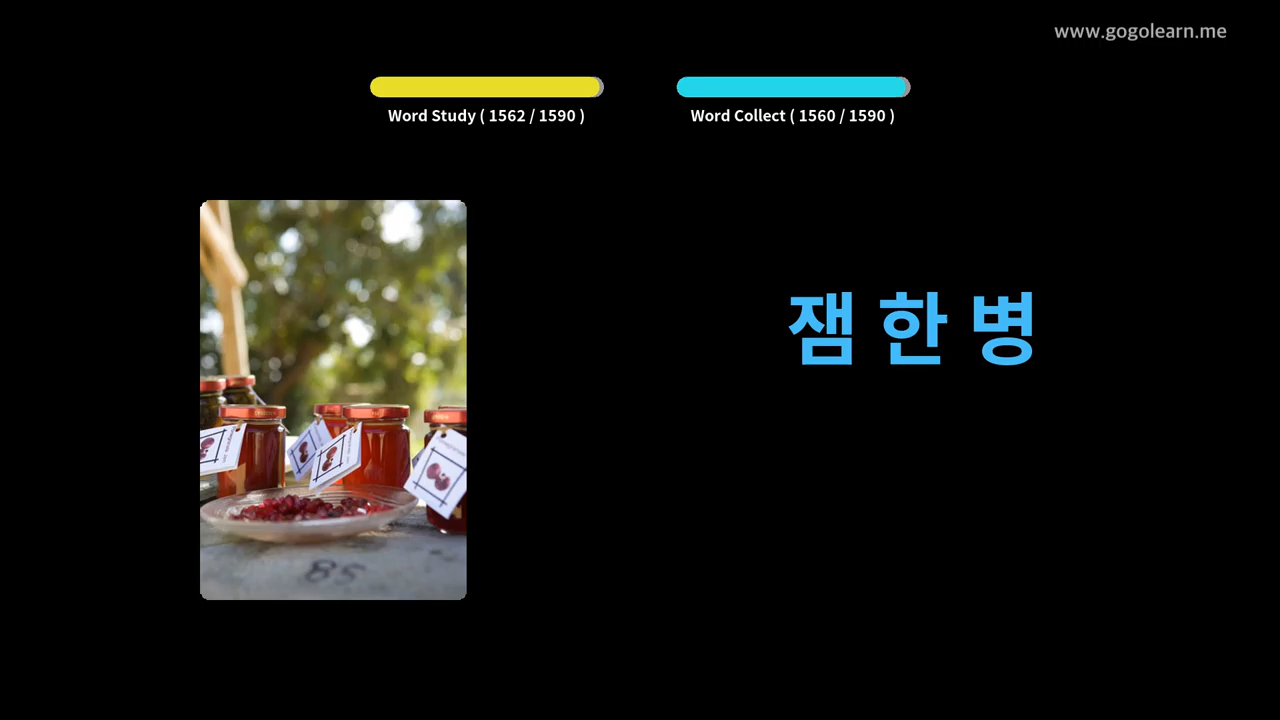 www.gogolearn.me
Word Study ( 1562 / 1590 )
Word Collect ( 1560 / 1590 )
잼 한 병
85